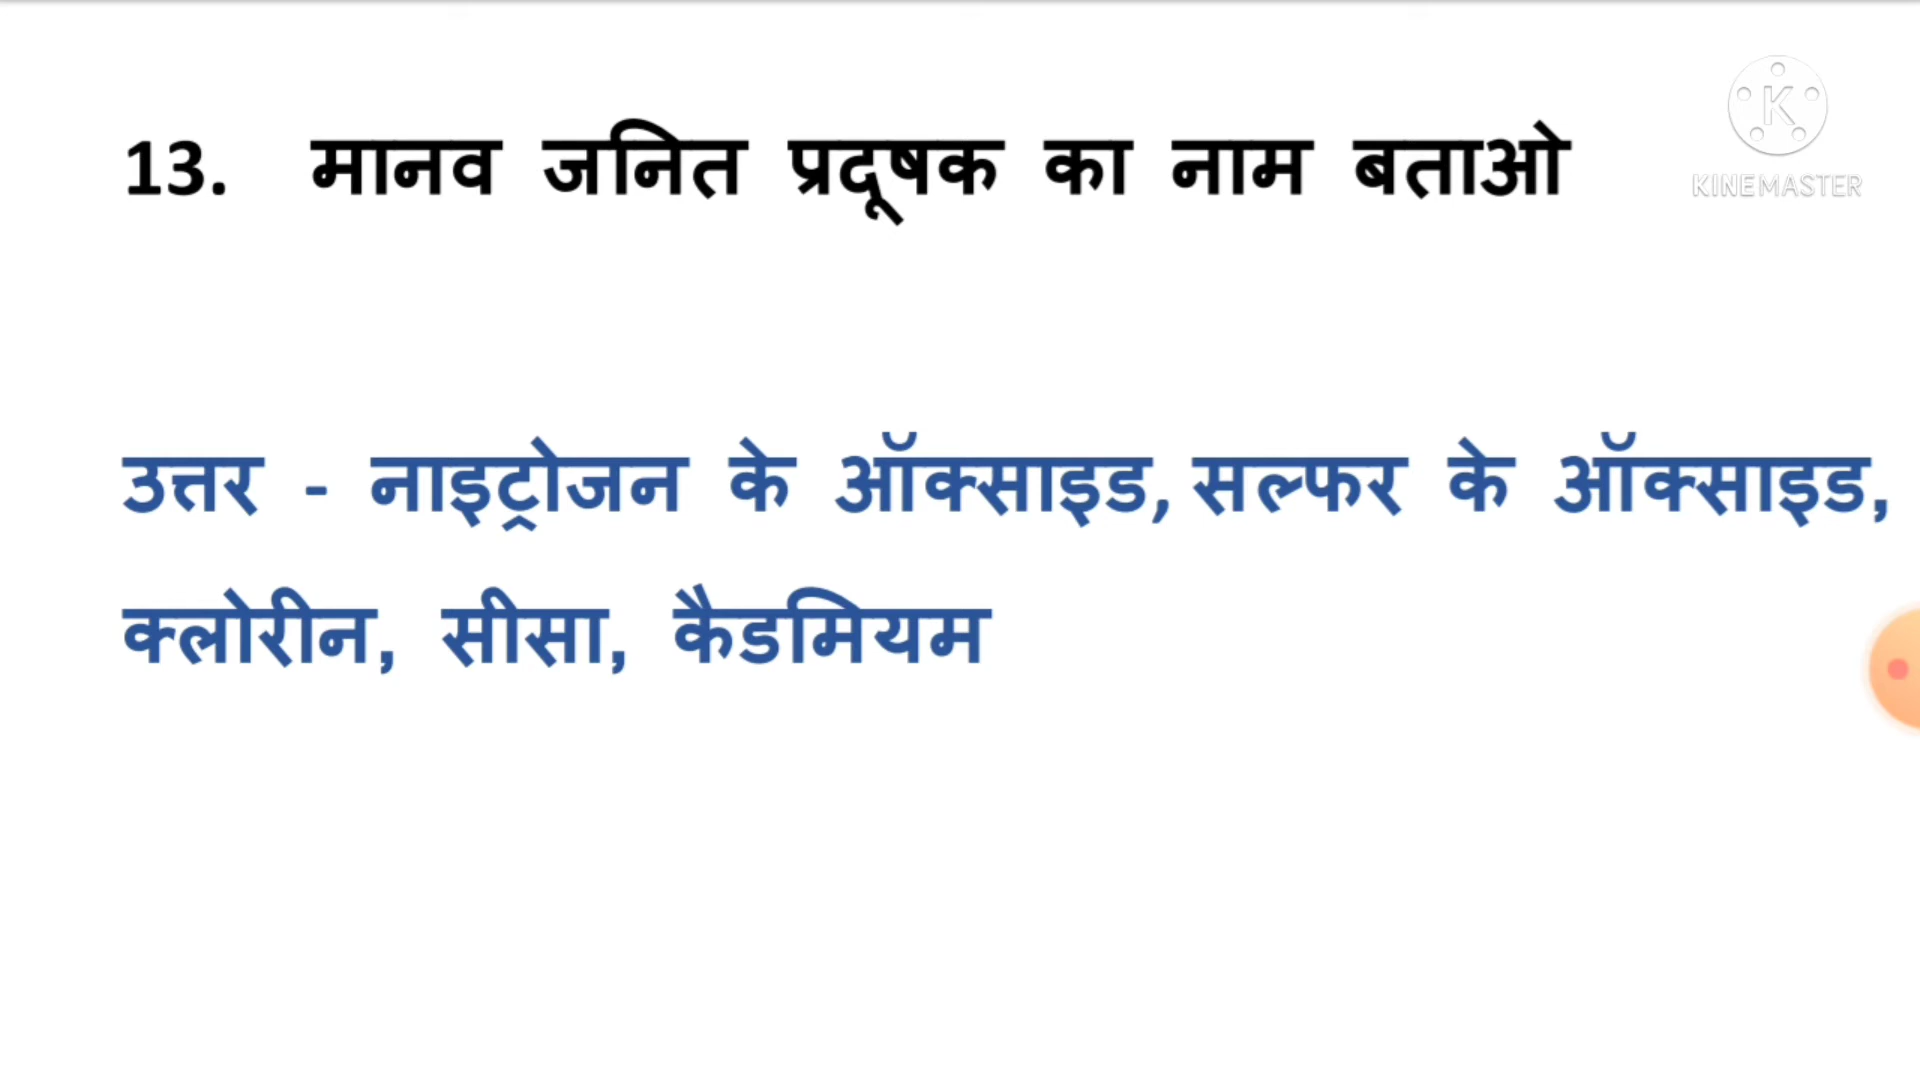 13. मानव जनित प्रदूषक का नाम बताओ
KINEMASTER
उत्तर - नाइट्रोजन के ऑक्साइड, सल्फर के ऑक्साइड,
क्लोरीन, सीसा, कैडमियम